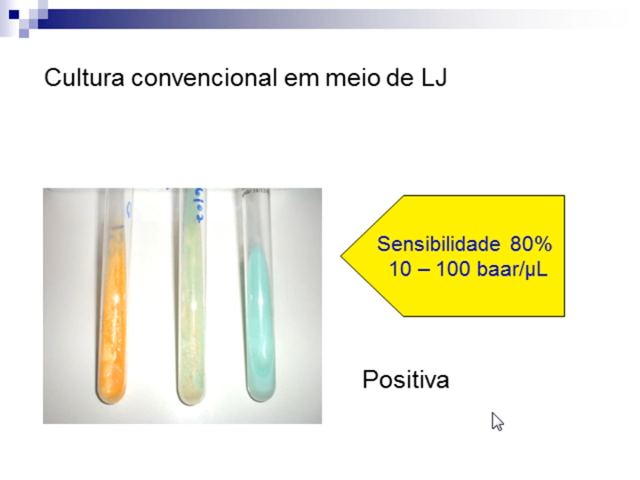 Cultura convencional em meio de LJ
Sensibilidade 80%
10 – 100 baar/µL
Positiva